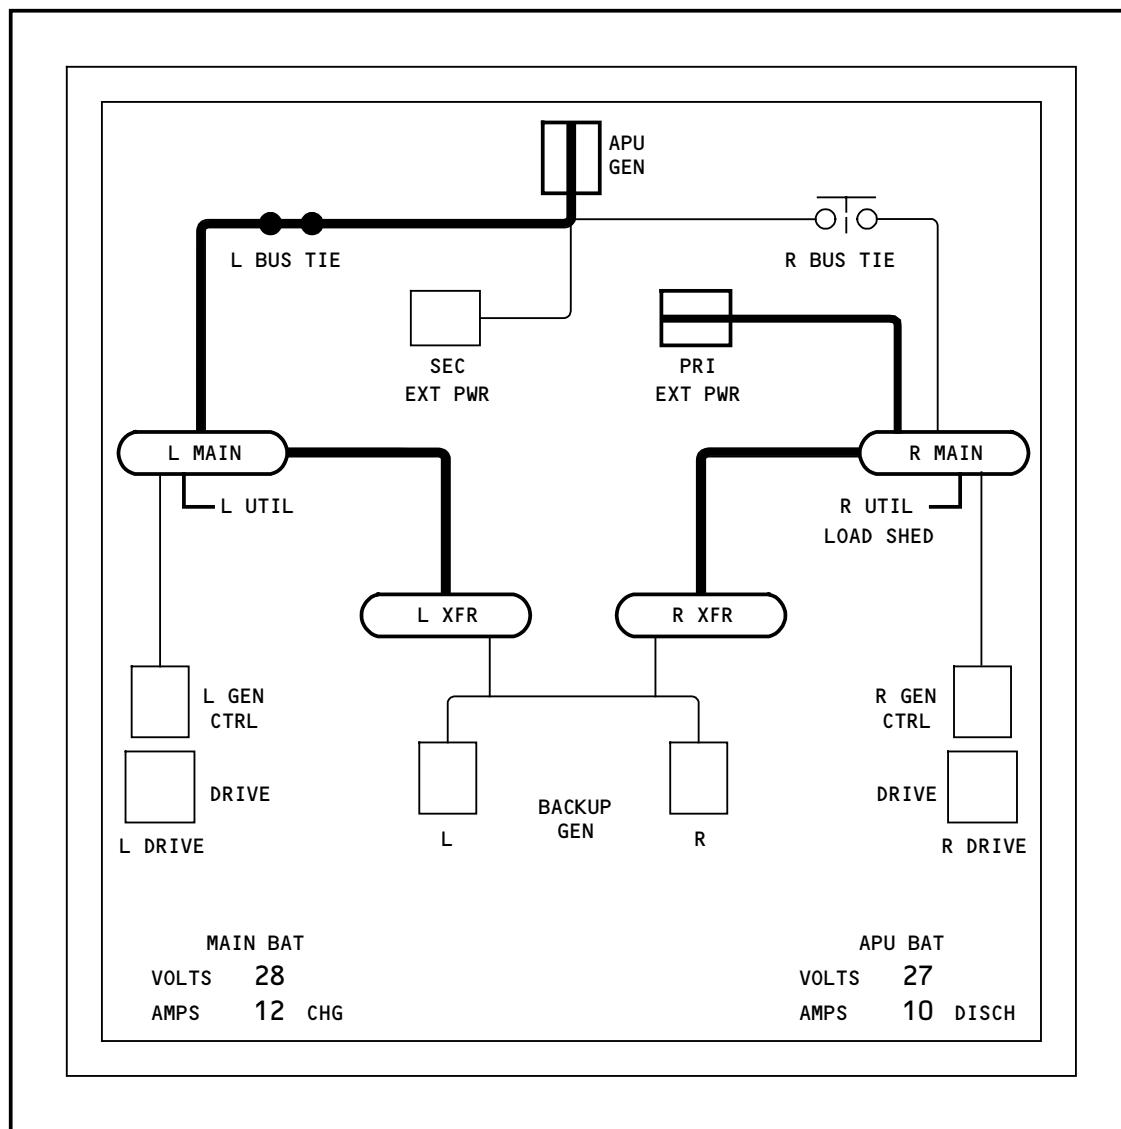 APU
GEN
L BUS TIE
R BUS TIE
SEC
EXT PWR
PRI
EXT PWR
L MAIN
R MAIN
L UTIL
R UTIL
LOAD SHED
L XFR
R XFR
L GEN
CTRL
R GEN
CTRL
DRIVE
L DRIVE
BACKUP
GEN
L
R
DRIVE
R DRIVE
MAIN BAT
VOLTS 28
AMPS 12 CHG
APU BAT
VOLTS 27
AMPS 10 DISCH